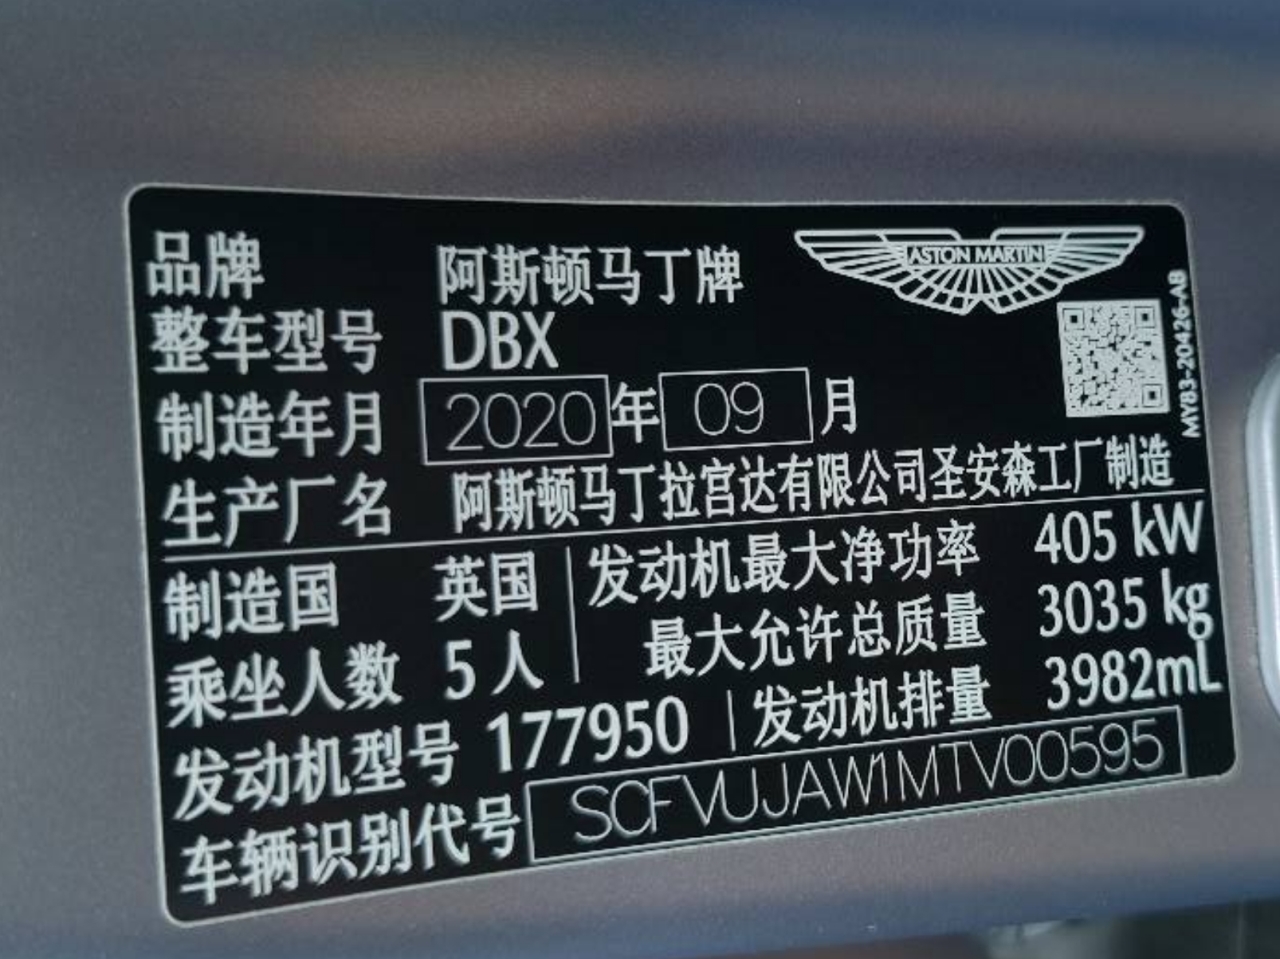 ASTON MARTIN
品牌 阿斯顿马丁牌
整车型号 DBX
MY83-20426-AB
制造年月 2020 年 09 月
生产厂名 阿斯顿马丁拉宫达有限公司圣安森工厂制造
制造国 英国 发动机最大净功率 405 kW
乘坐人数 5人 最大允许总质量 3035 kg
发动机型号 177950 发动机排量 3982mL
车辆识别代号 SCFVUJAW1MTV00595